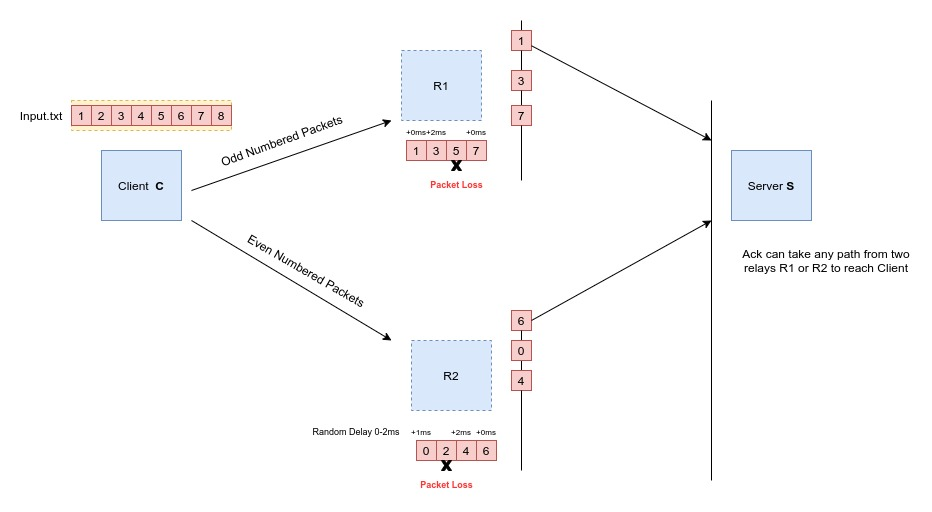 Input.txt
1 2 3 4 5 6 7 8
Client C
Odd Numbered Packets
Even Numbered Packets
R1
+0ms+2ms +0ms
1 3 5 7
X
Packet Loss
1
3
7
Server S
Ack can take any path from two
relays R1 or R2 to reach Client
6
0
4
R2
Random Delay 0-2ms +1ms +2ms +0ms
0 2 4 6
X
Packet Loss